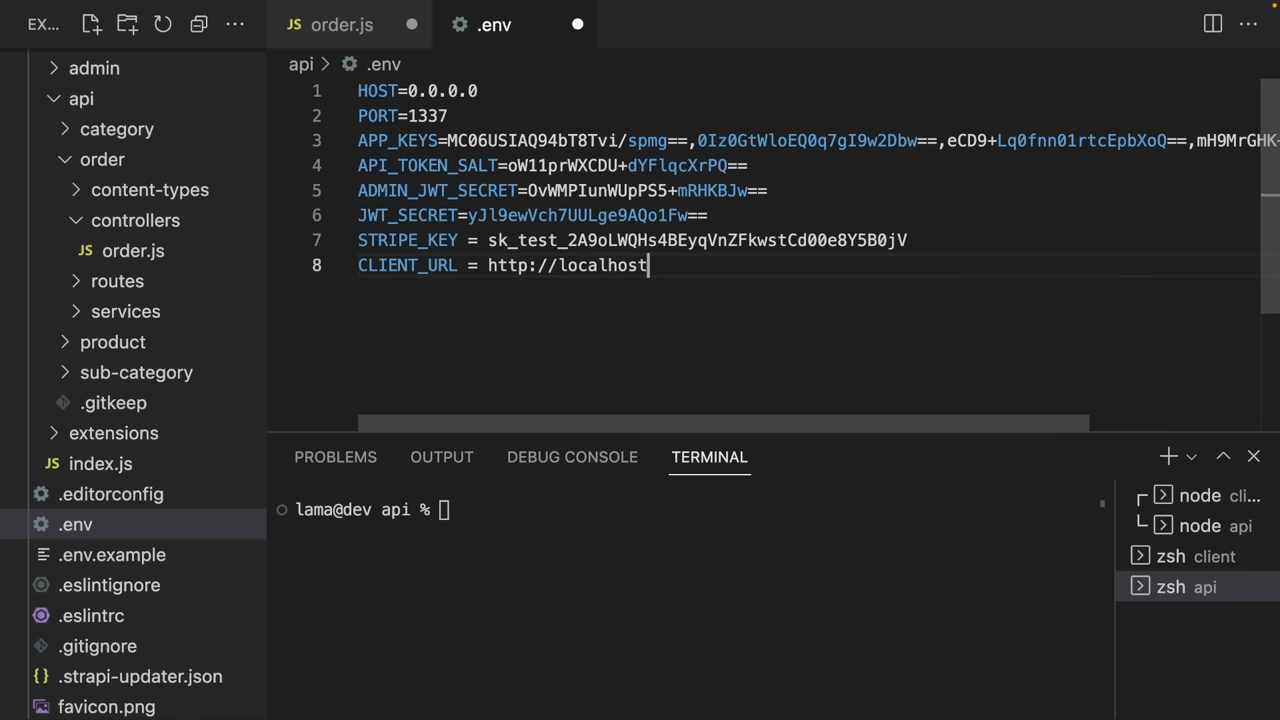 EX...
JS order.js
.env
api > .env
admin
api
category
order
content-types
controllers
JS order.js
routes
services
product
sub-category
.gitkeep
extensions
JS index.js
.editorconfig
.env
.env.example
.eslintignore
.eslintrc
.gitignore
{} .strapi-updater.json
favicon.png
1 HOST=0.0.0.0
2 PORT=1337
3 APP_KEYS=MC06USIAQ94bT8Tvi/spmg==,0Iz0GtWloEQ0q7gI9w2Dbw==,eCD9+Lq0fnn01rtcEpbXoQ==,mH9MrGHK
4 API_TOKEN_SALT=oW11prWXCDU+dYFlqcXrPQ==
5 ADMIN_JWT_SECRET=OvWMPIunWUpPS5+mRHKBJw==
6 JWT_SECRET=yJl9ewVch7UULge9AQo1Fw==
7 STRIPE_KEY = sk_test_2A9oLWQHs4BEyqVnZFkwstCd00e8Y5B0jV
8 CLIENT_URL = http://localhost
PROBLEMS OUTPUT DEBUG CONSOLE TERMINAL
lama@dev api %
node cli...
node api
zsh client
zsh api